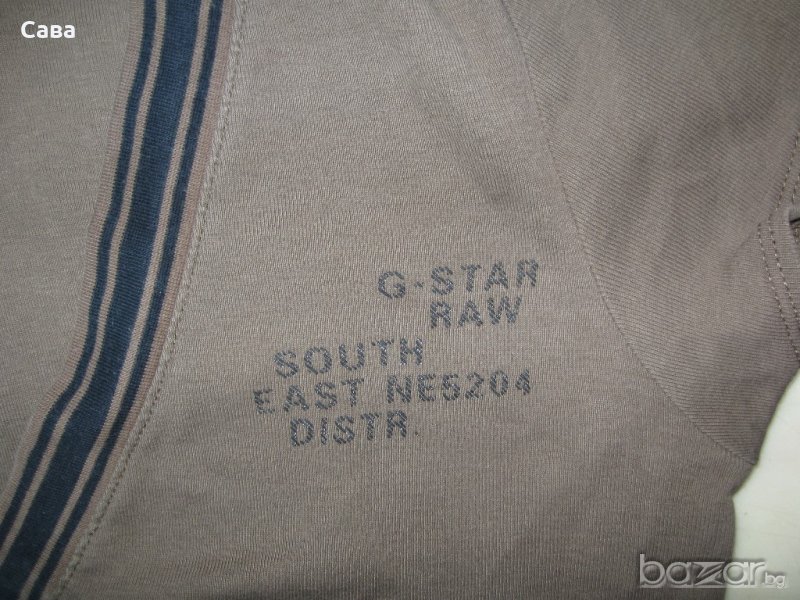 Сава
G-STAR
RAW
SOUTH
EAST NE5204
DISTR.
bazar.bg